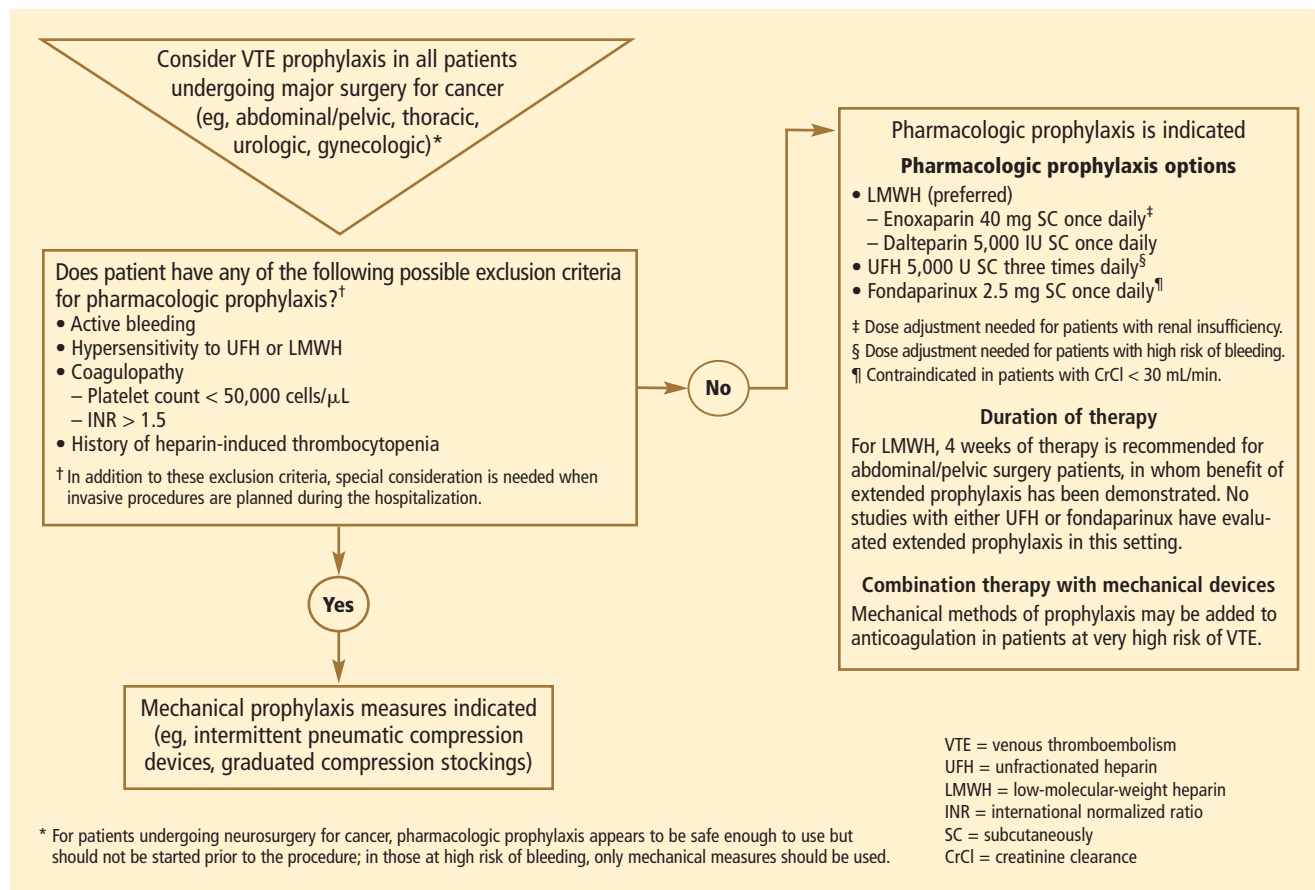 Consider VTE prophylaxis in all patients
undergoing major surgery for cancer
(eg, abdominal/pelvic, thoracic,
urologic, gynecologic)*
Does patient have any of the following possible exclusion criteria
for pharmacologic prophylaxis?†
• Active bleeding
• Hypersensitivity to UFH or LMWH
• Coagulopathy
– Platelet count < 50,000 cells/μL
– INR > 1.5
• History of heparin-induced thrombocytopenia
† In addition to these exclusion criteria, special consideration is needed when
invasive procedures are planned during the hospitalization.
No
Pharmacologic prophylaxis is indicated
Pharmacologic prophylaxis options
• LMWH (preferred)
– Enoxaparin 40 mg SC once daily‡
– Dalteparin 5,000 IU SC once daily
• UFH 5,000 U SC three times daily§
• Fondaparinux 2.5 mg SC once daily¶
‡ Dose adjustment needed for patients with renal insufficiency.
§ Dose adjustment needed for patients with high risk of bleeding.
¶ Contraindicated in patients with CrCl < 30 mL/min.
Duration of therapy
For LMWH, 4 weeks of therapy is recommended for
abdominal/pelvic surgery patients, in whom benefit of
extended prophylaxis has been demonstrated. No
studies with either UFH or fondaparinux have evalu-
ated extended prophylaxis in this setting.
Combination therapy with mechanical devices
Mechanical methods of prophylaxis may be added to
anticoagulation in patients at very high risk of VTE.
Yes
Mechanical prophylaxis measures indicated
(eg, intermittent pneumatic compression
devices, graduated compression stockings)
VTE = venous thromboembolism
UFH = unfractionated heparin
LMWH = low-molecular-weight heparin
INR = international normalized ratio
SC = subcutaneously
CrCl = creatinine clearance
* For patients undergoing neurosurgery for cancer, pharmacologic prophylaxis appears to be safe enough to use but
should not be started prior to the procedure; in those at high risk of bleeding, only mechanical measures should be used.